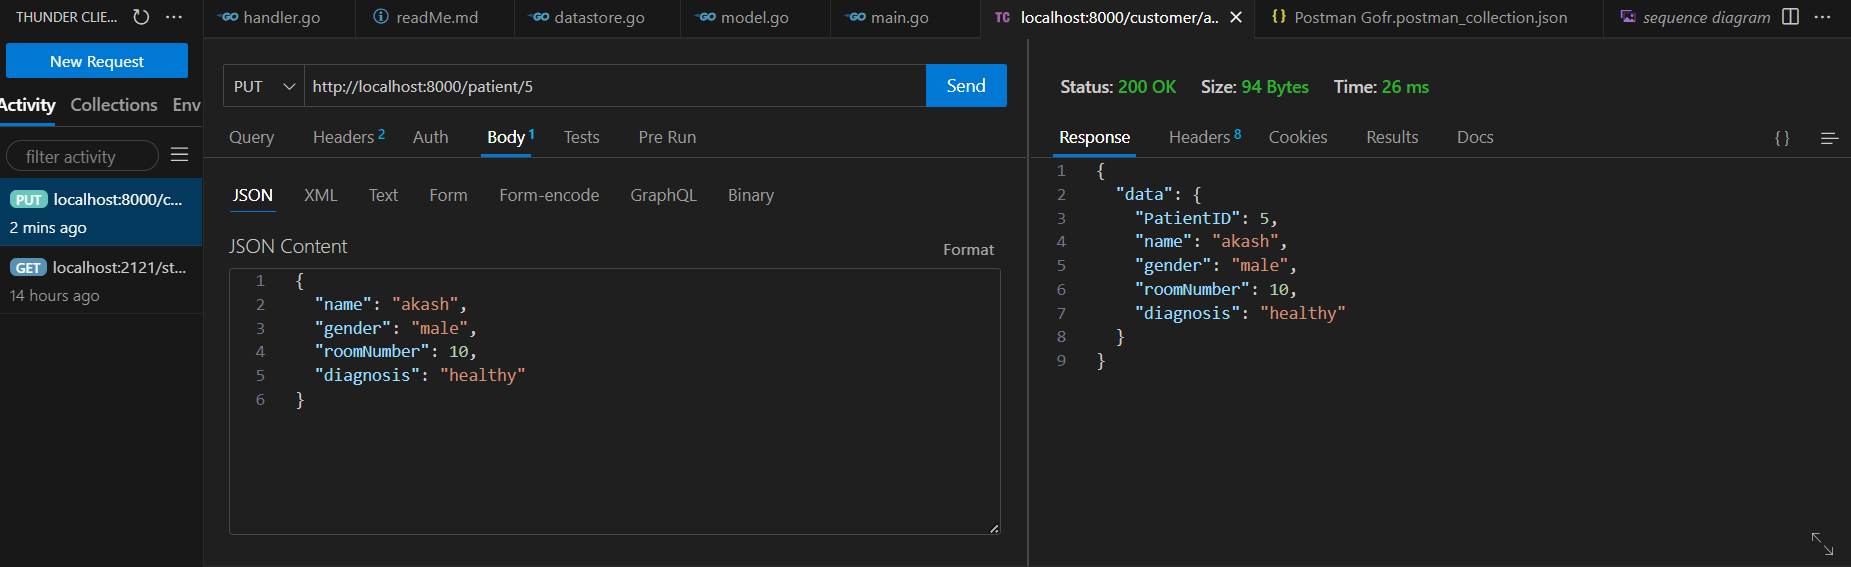 THUNDER CLIE...
handler.go
readMe.md
datastore.go
model.go
main.go
TC localhost:8000/customer/a..
{} Postman Gofr.postman_collection.json
sequence diagram
New Request
Activity Collections Env
filter activity
PUT localhost:8000/c...
2 mins ago
GET localhost:2121/st...
14 hours ago
PUT http://localhost:8000/patient/5 Send
Query Headers 2 Auth Body 1 Tests Pre Run
JSON XML Text Form Form-encode GraphQL Binary
JSON Content Format
1 {
2 "name": "akash",
3 "gender": "male",
4 "roomNumber": 10,
5 "diagnosis": "healthy"
6 }
Status: 200 OK Size: 94 Bytes Time: 26 ms
Response Headers 8 Cookies Results Docs {}
1 {
2 "data": {
3 "PatientID": 5,
4 "name": "akash",
5 "gender": "male",
6 "roomNumber": 10,
7 "diagnosis": "healthy"
8 }
9 }